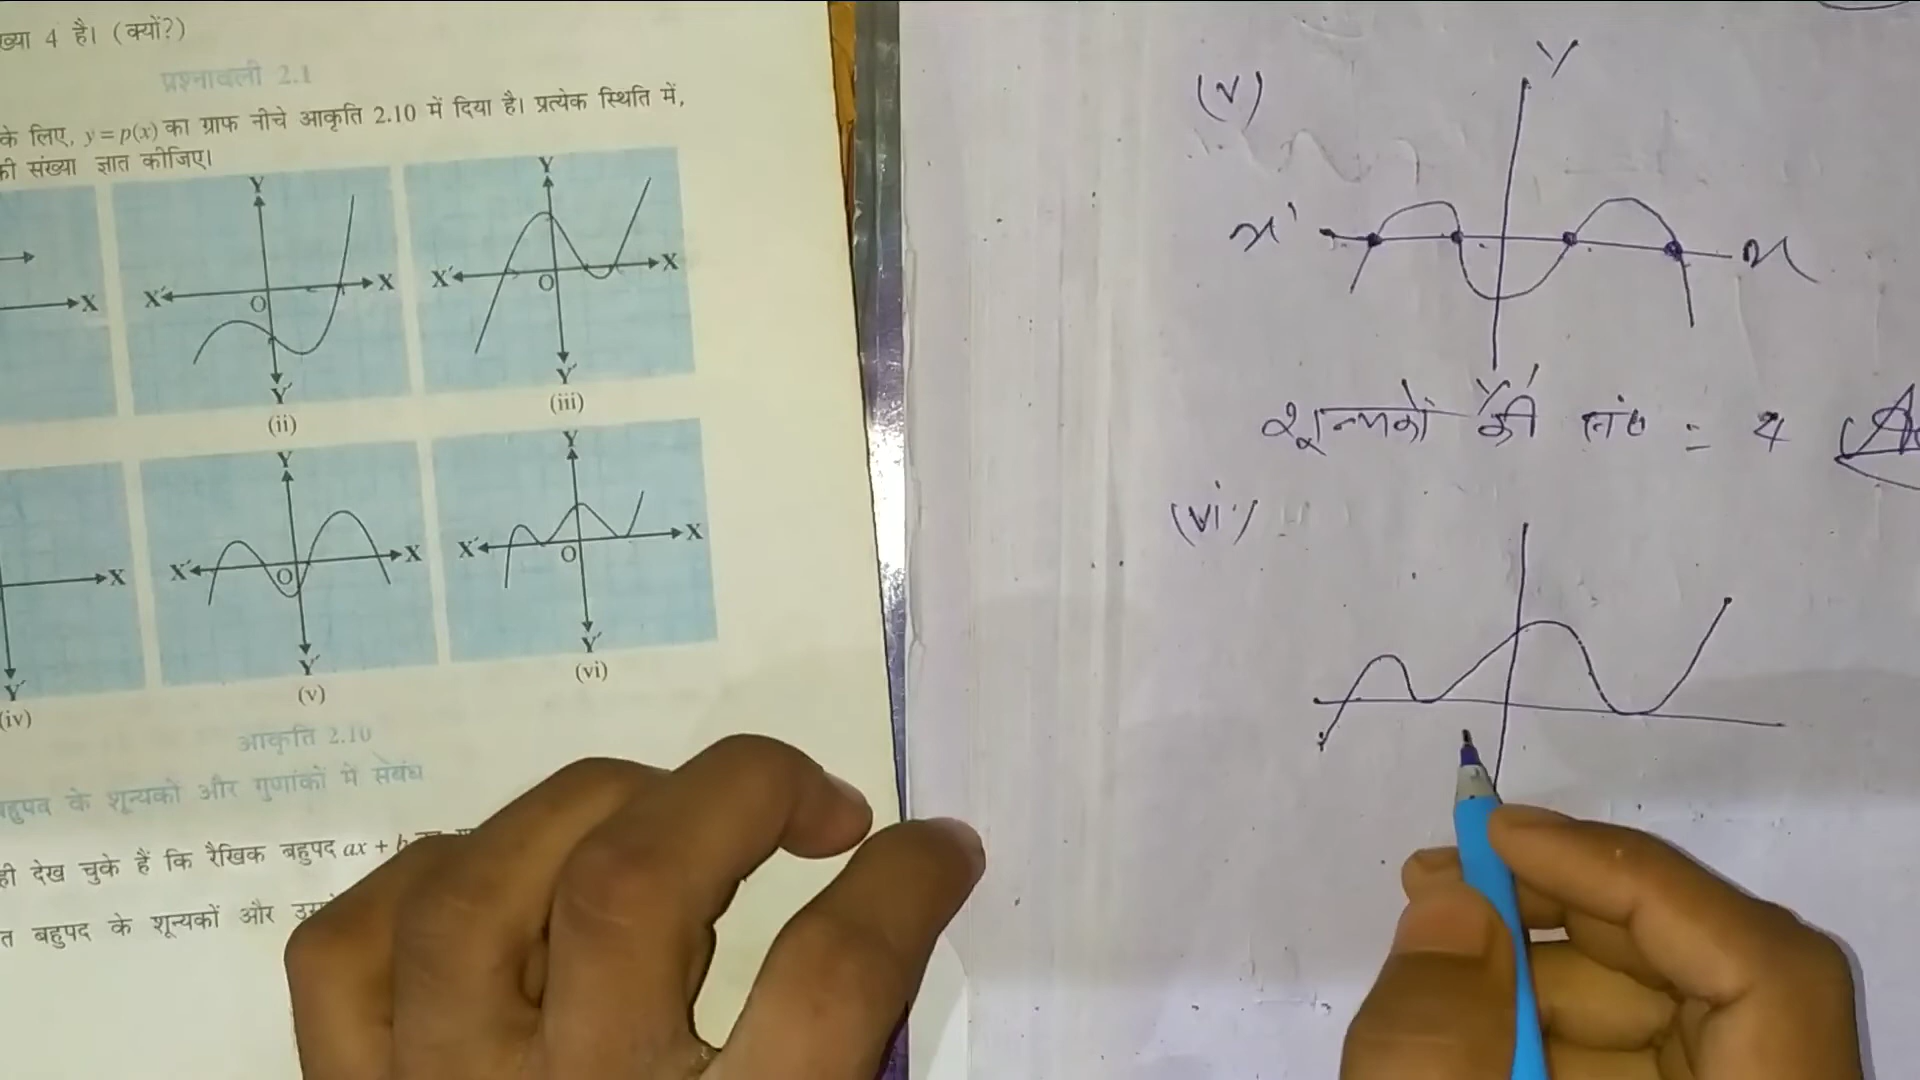 ख्या 4 है। (क्यों?)
प्रश्नावली 2.1
के लिए, y = p(x) का ग्राफ नीचे आकृति 2.10 में दिया है। प्रत्येक स्थिति में,
की संख्या ज्ञात कीजिए।
X
Y
X′ X
O
Y′
(ii)
Y
X′ X
O
Y′
(iii)
X
Y′
(iv)
Y
X′ X
O
Y′
(v)
Y
X′ X
O
Y′
(vi)
आकृति 2.10
बहुपद के शून्यकों और गुणांकों में संबंध
ही देख चुके हैं कि रैखिक बहुपद ax + b
त बहुपद के शून्यकों और
(v)
Y
x' x
Y'
शून्यकों की = 4
(vi)